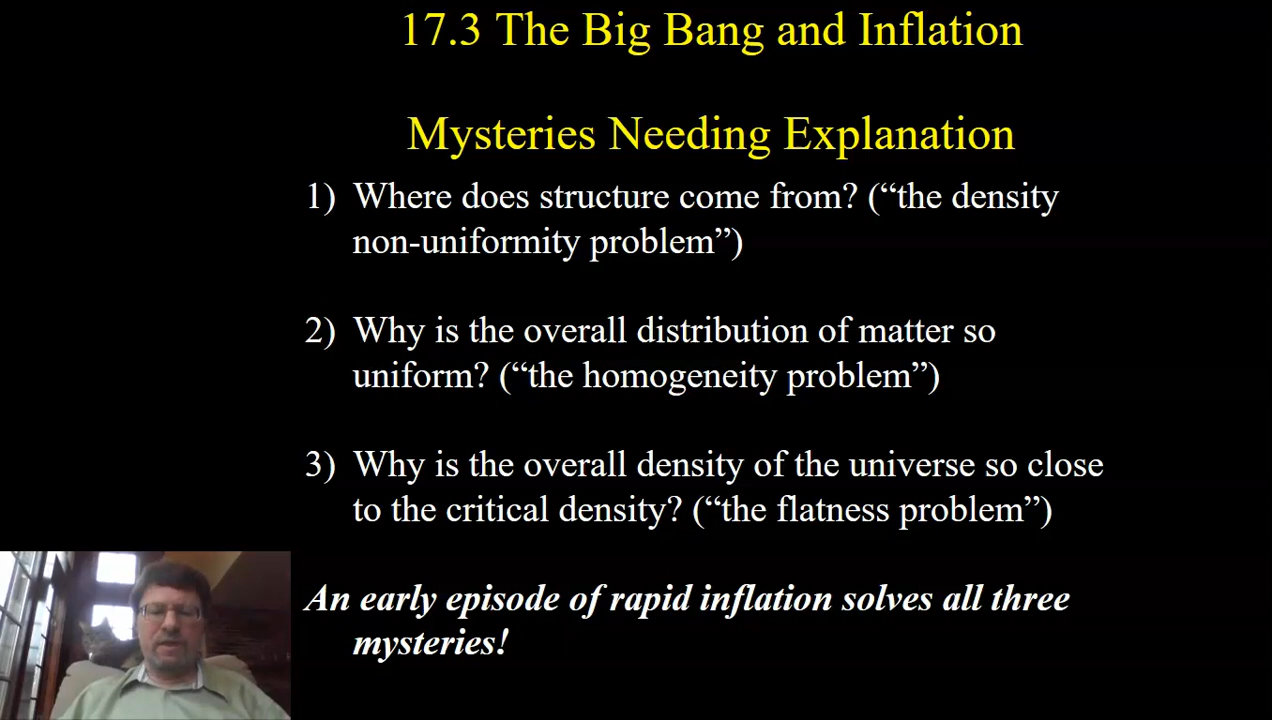 17.3 The Big Bang and Inflation
Mysteries Needing Explanation
1) Where does structure come from? (“the density
non-uniformity problem”)
2) Why is the overall distribution of matter so
uniform? (“the homogeneity problem”)
3) Why is the overall density of the universe so close
to the critical density? (“the flatness problem”)
An early episode of rapid inflation solves all three
mysteries!